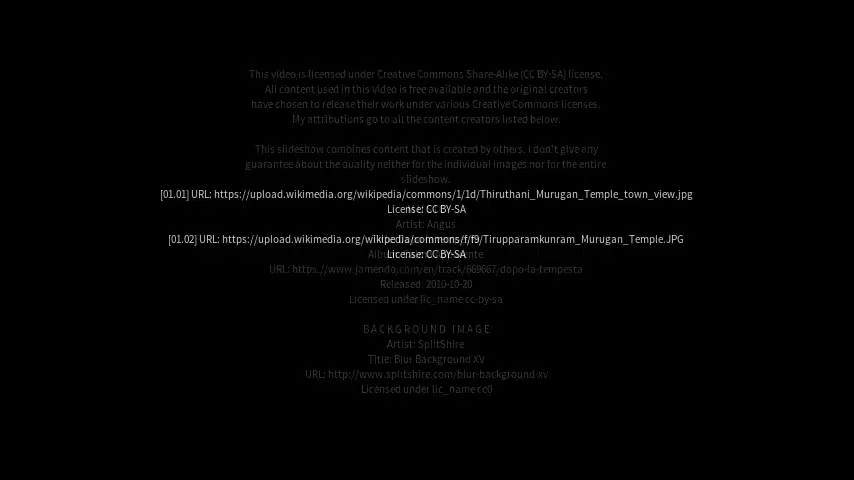 This video is licensed under Creative Commons Share-Alike (CC BY-SA) license.
All content used in this video is free available and the original creators
have chosen to release their work under various Creative Commons licenses.
My attributions go to all the content creators listed below.
This slideshow combines content that is created by others. I don't give any
guarantee about the quality neither for the individual images nor for the entire
slideshow.
[01.01] URL: https://upload.wikimedia.org/wikipedia/commons/1/1d/Thiruthani_Murugan_Temple_town_view.jpg
License: CC BY-SA
Artist: Angus
[01.02] URL: https://upload.wikimedia.org/wikipedia/commons/f/f9/Tirupparamkunram_Murugan_Temple.JPG
License: CC BY-SA
URL: https://www.jamendo.com/en/track/669667/dopo-la-tempesta
Released: 2010-10-20
Licensed under lic_name cc-by-sa
BACKGROUND IMAGE
Artist: SplitShire
Title: Blur Background XV
URL: http://www.splitshire.com/blur-background-xv
Licensed under lic_name cc0